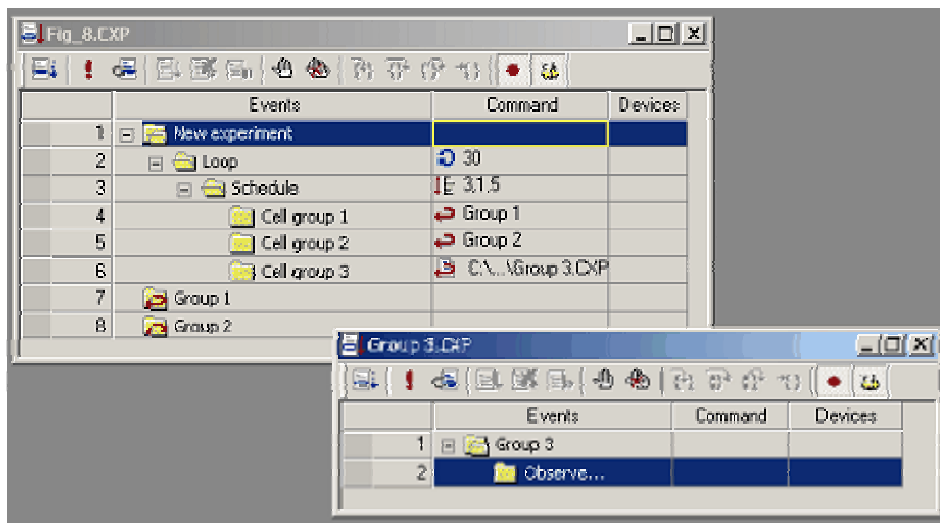 Fig_8.CXP
Events Command Devices
1 New experiment
2 Loop 30
3 Schedule 3.1.5
4 Cell group 1 Group 1
5 Cell group 2 Group 2
6 Cell group 3 C:\...\Group 3.CXP
7 Group 1
8 Group 2
Group 3.CXP
Events Command Devices
1 Group 3
2 Observe...